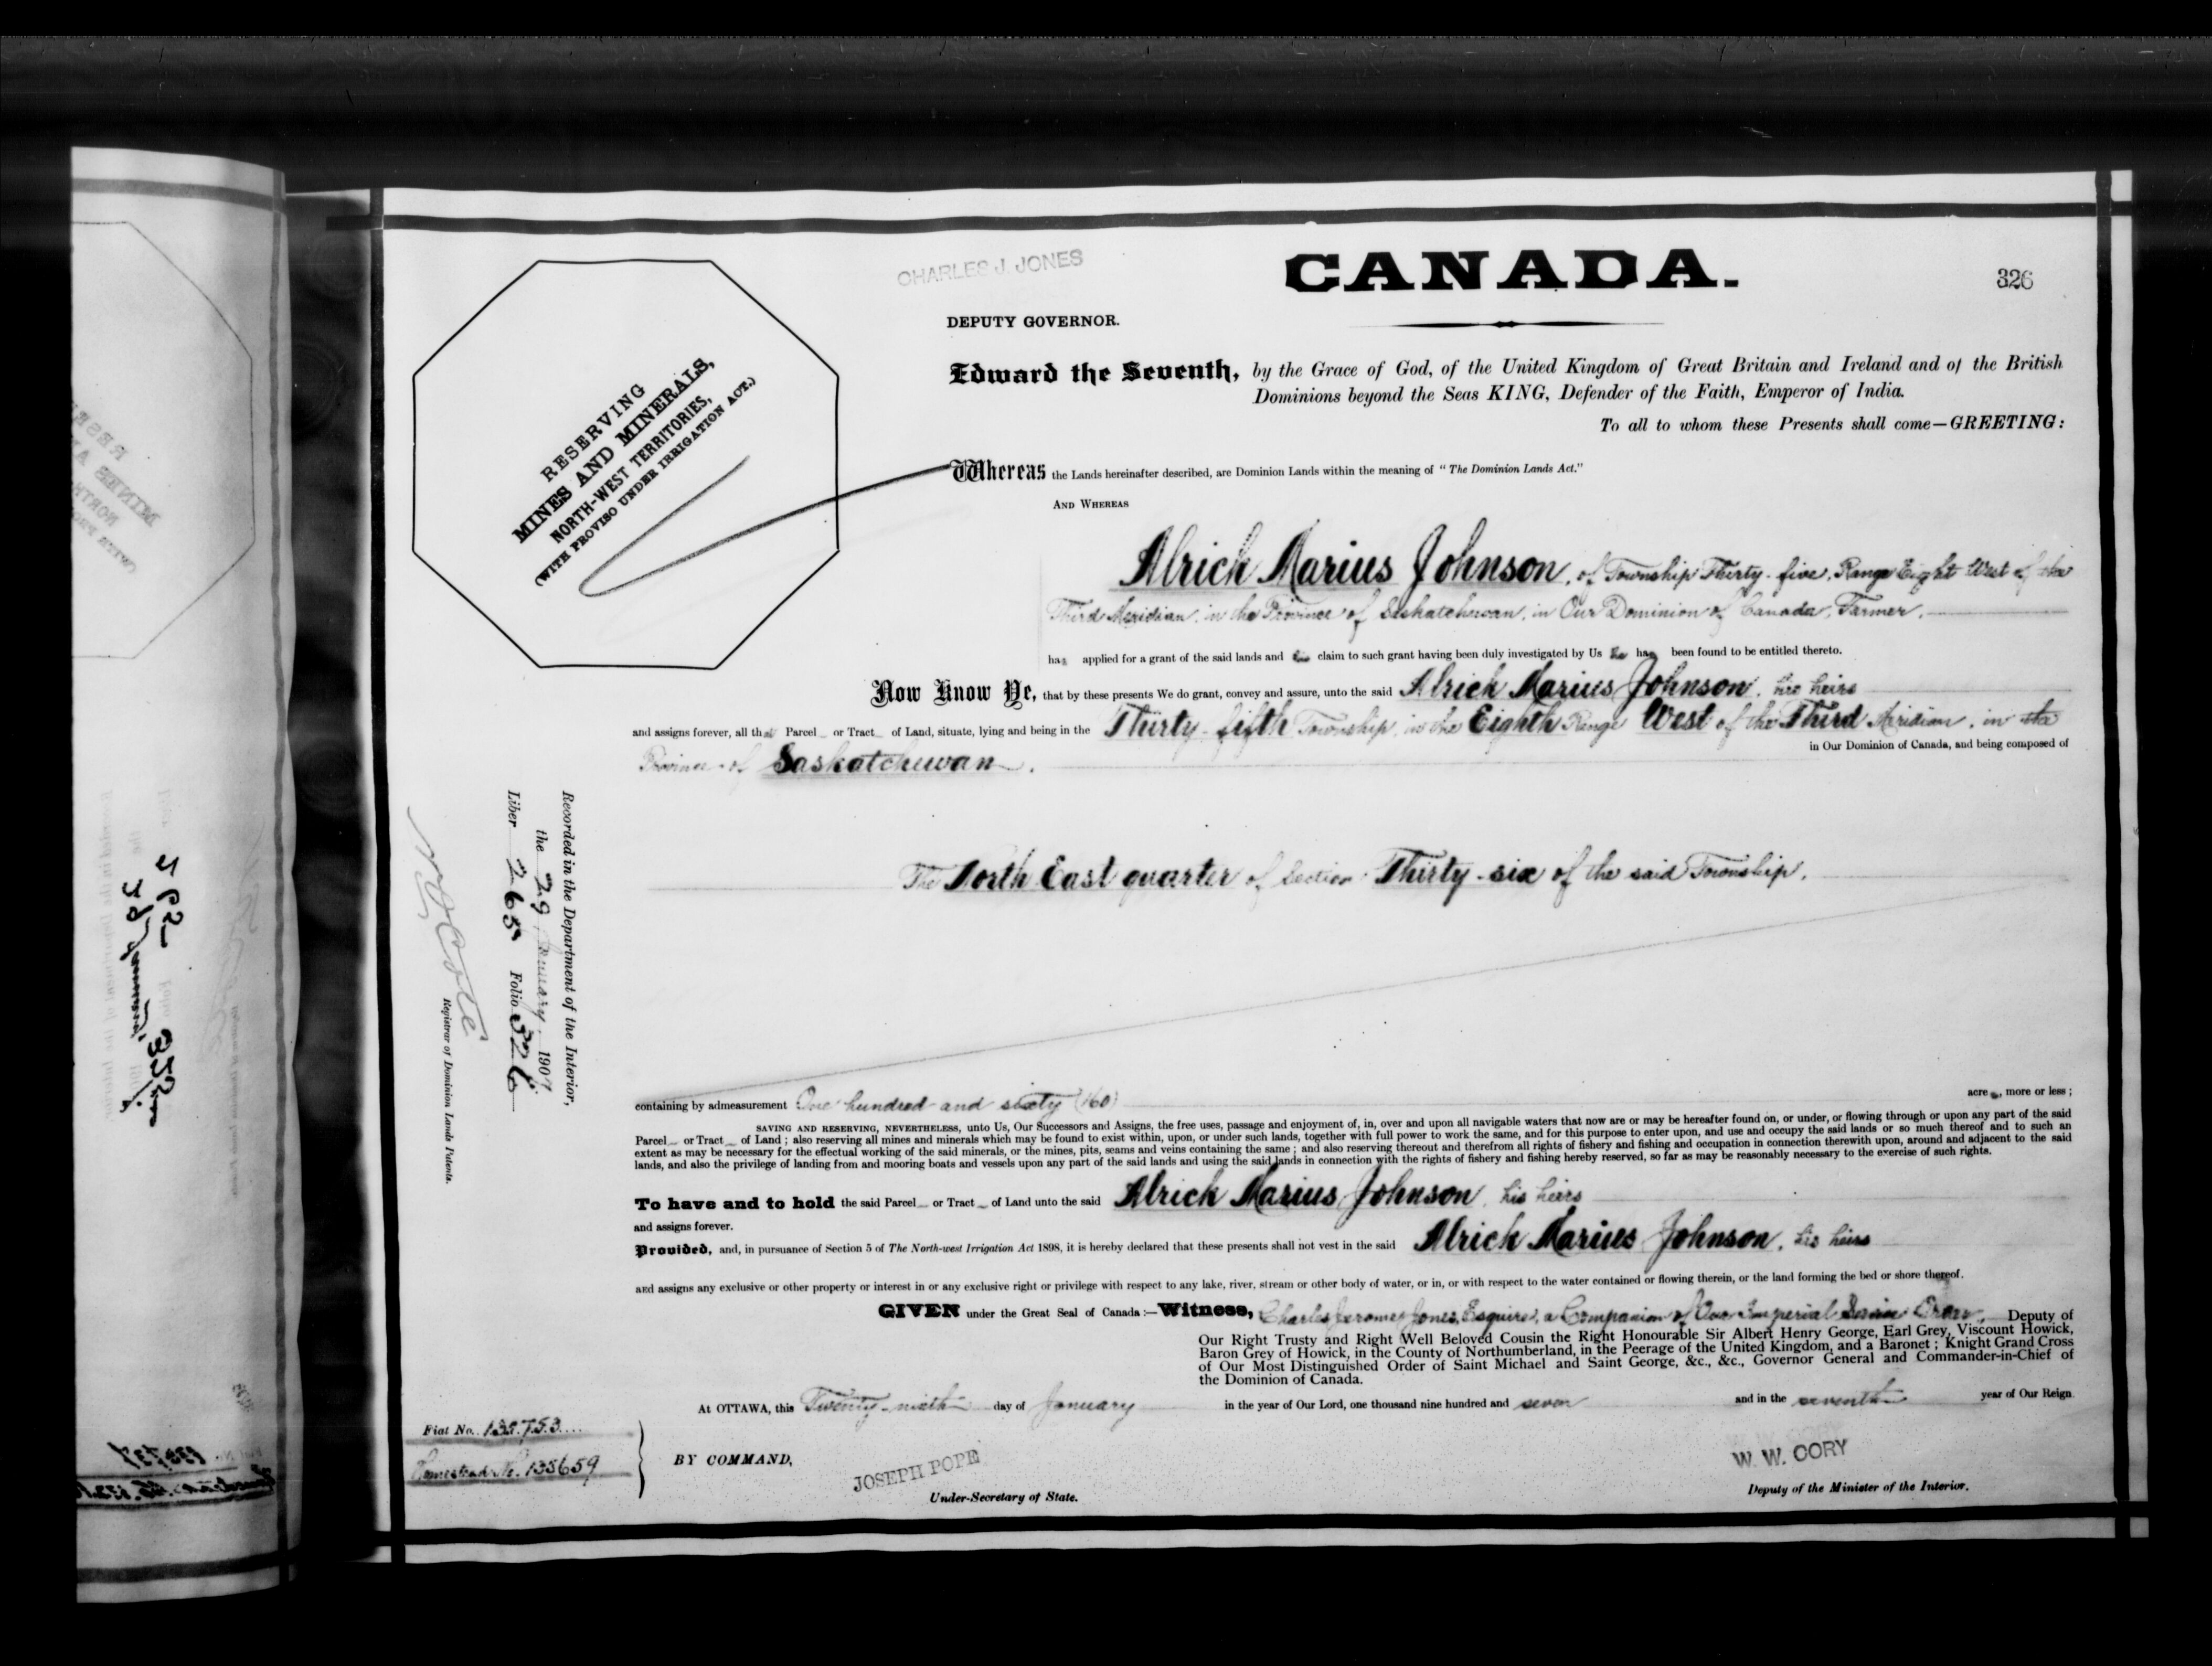 CHARLES J. JONES
CANADA.
326
DEPUTY GOVERNOR.
Edward the Seventh, by the Grace of God, of the United Kingdom of Great Britain and Ireland and of the British
Dominions beyond the Seas KING, Defender of the Faith, Emperor of India.
To all to whom these Presents shall come—GREETING:
RESERVING
MINES AND MINERALS,
NORTH-WEST TERRITORIES,
(WITH PROVISO UNDER IRRIGATION ACT.)
Whereas the Lands hereinafter described, are Dominion Lands within the meaning of "The Dominion Lands Act."
AND WHEREAS
Alrick Marius Johnson, of Township Thirty-five, Range Eight West of the
Third Meridian, in the Province of Saskatchewan, in Our Dominion of Canada, Farmer,
has applied for a grant of the said lands and his claim to such grant having been duly investigated by Us he has been found to be entitled thereto.
Now Know Ye, that by these presents We do grant, convey and assure, unto the said Alrick Marius Johnson, his heirs
and assigns forever, all that Parcel or Tract of Land, situate, lying and being in the Thirty-fifth Township, in the Eighth Range West of the Third Meridian, in the
Province of Saskatchewan, in Our Dominion of Canada, and being composed of
The North East quarter of Section Thirty-six of the said Township,
Recorded in the Department of the Interior,
the 29 January 1907
Liber 265 Folio 326
N O Coté
Registrar of Dominion Lands Patents.
containing by admeasurement One hundred and sixty (160) acres, more or less;
SAVING AND RESERVING, NEVERTHELESS, unto Us, Our Successors and Assigns, the free uses, passage and enjoyment of, in, over and upon all navigable waters that now are or may be hereafter found on, or under, or flowing through or upon any part of the said
Parcel or Tract of Land; also reserving all mines and minerals which may be found to exist within, upon, or under such lands, together with full power to work the same, and for this purpose to enter upon, and use and occupy the said lands or so much thereof and to such an
extent as may be necessary for the effectual working of the said minerals, or the mines, pits, seams and veins containing the same; and also reserving thereout and therefrom all rights of fishery and fishing and occupation in connection therewith upon, around and adjacent to the said
lands, and also the privilege of landing from and mooring boats and vessels upon any part of the said lands and using the said lands in connection with the rights of fishery and fishing hereby reserved, so far as may be reasonably necessary to the exercise of such rights.
To have and to hold the said Parcel or Tract of Land unto the said Alrick Marius Johnson, his heirs
and assigns forever.
Provided, and, in pursuance of Section 5 of The North-west Irrigation Act 1898, it is hereby declared that these presents shall not vest in the said Alrick Marius Johnson, his heirs
and assigns any exclusive or other property or interest in or any exclusive right or privilege with respect to any lake, river, stream or other body of water, or in, or with respect to the water contained or flowing therein, or the land forming the bed or shore thereof.
GIVEN under the Great Seal of Canada:—Witness, Charles Jerome Jones, Esquire, a Companion of Our Imperial Service Order, Deputy of
Our Right Trusty and Right Well Beloved Cousin the Right Honourable Sir Albert Henry George, Earl Grey, Viscount Howick,
Baron Grey of Howick, in the County of Northumberland, in the Peerage of the United Kingdom, and a Baronet; Knight Grand Cross
of Our Most Distinguished Order of Saint Michael and Saint George, &c., &c., Governor General and Commander-in-Chief of
the Dominion of Canada.
At OTTAWA, this Twenty-ninth day of January in the year of Our Lord, one thousand nine hundred and seven and in the seventh year of Our Reign
Fiat No. 139753
Homestead No. 135659
BY COMMAND,
JOSEPH POPE
Under-Secretary of State.
W. W. CORY
Deputy of the Minister of the Interior.